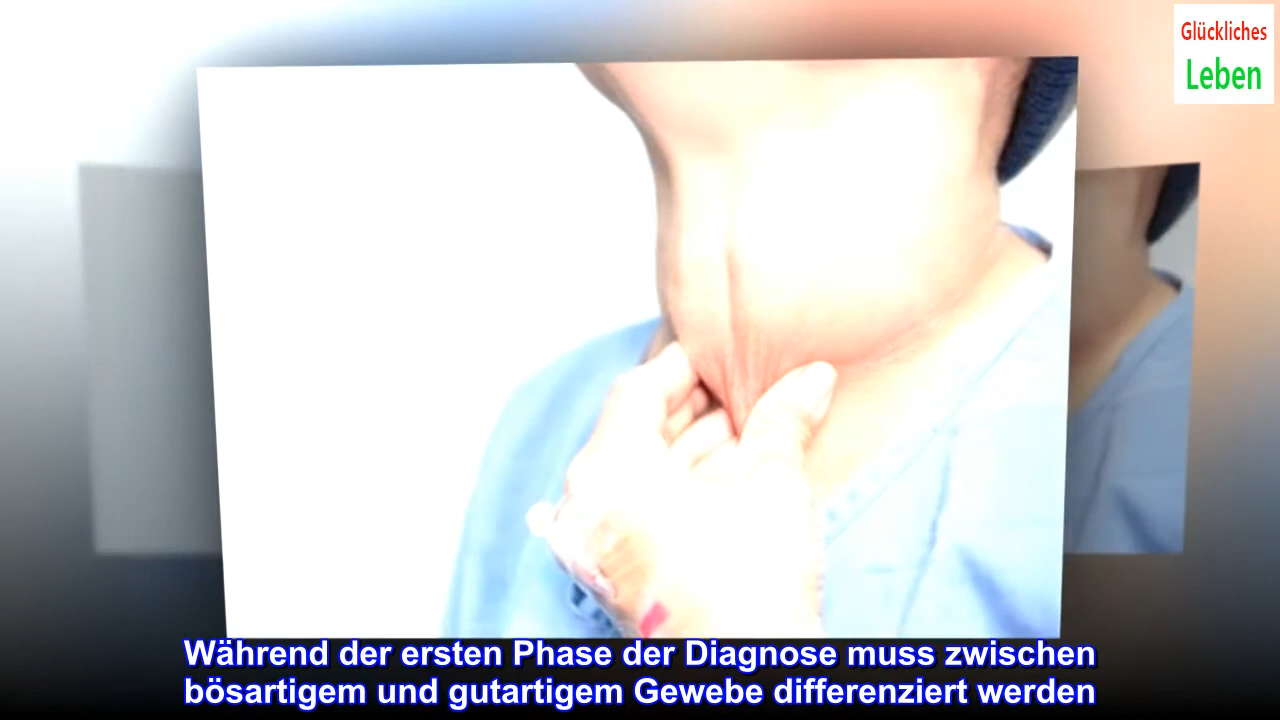 Glückliches
Leben
Während der ersten Phase der Diagnose muss zwischen
bösartigem und gutartigem Gewebe differenziert werden